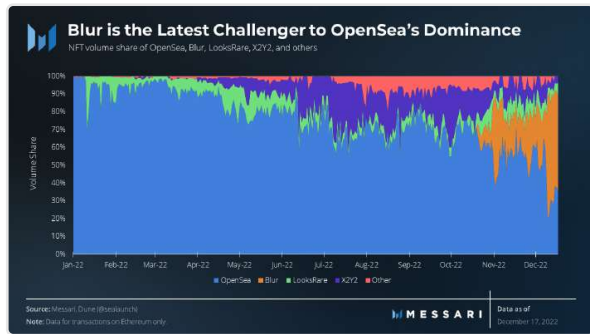 Blur is the Latest Challenger to OpenSea's Dominance
NFT volume share of OpenSea, Blur, LooksRare, X2Y2, and others
100%
90%
80%
70%
60%
50%
40%
30%
20%
10%
0%
Volume Share
Jan-22 Feb-22 Mar-22 Apr-22 May-22 Jun-22 Jul-22 Aug-22 Sep-22 Oct-22 Nov-22 Dec-22
OpenSea Blur LooksRare X2Y2 Other
Source: Messari, Dune (@sealaunch)
Note: Data for transactions on Ethereum only
MESSARI
Data as of
December 17, 2022